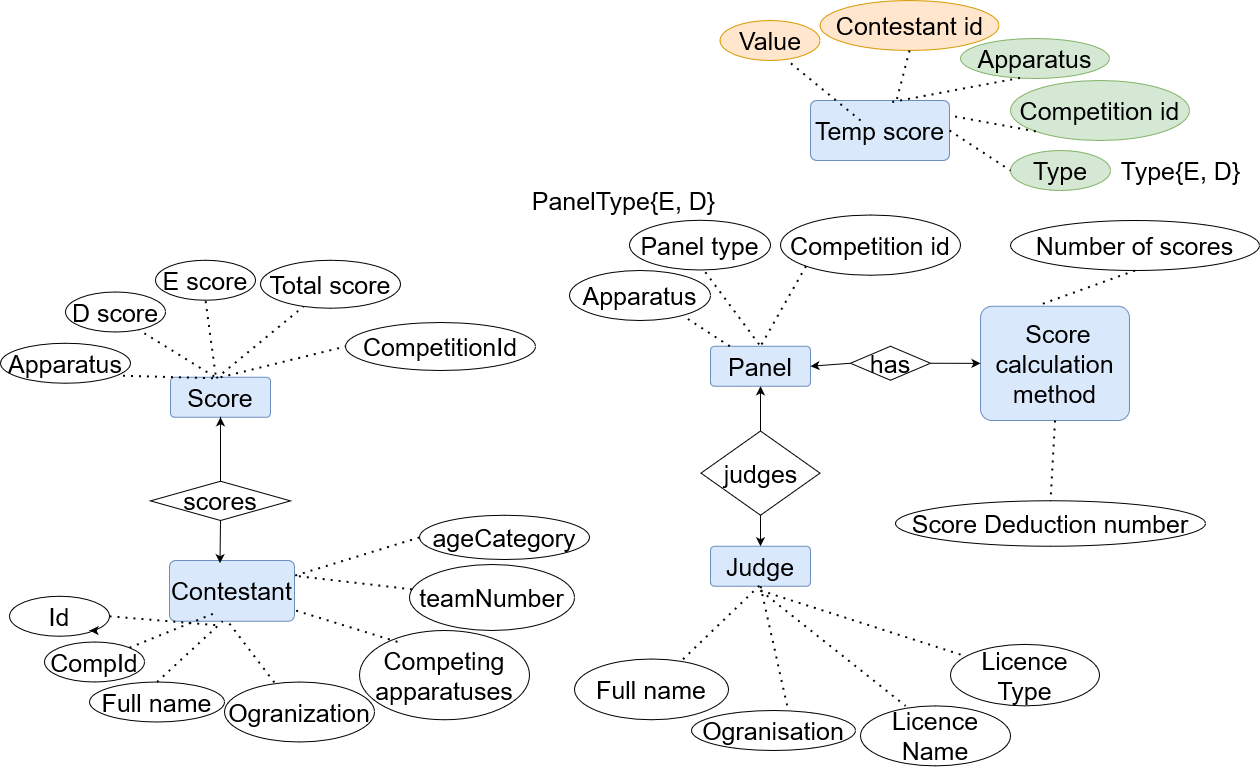 Contestant id
Value
Apparatus
Competition id
Temp score
Type
Type{E, D}
PanelType{E, D}
Panel type
Competition id
Number of scores
Apparatus
E score
Total score
D score
CompetitionId
Apparatus
Score
Panel
has
Score
calculation
method
scores
judges
Score Deduction number
ageCategory
Contestant
teamNumber
Judge
Id
CompId
Competing
apparatuses
Full name
Ogranization
Full name
Ogranisation
Licence
Name
Licence
Type